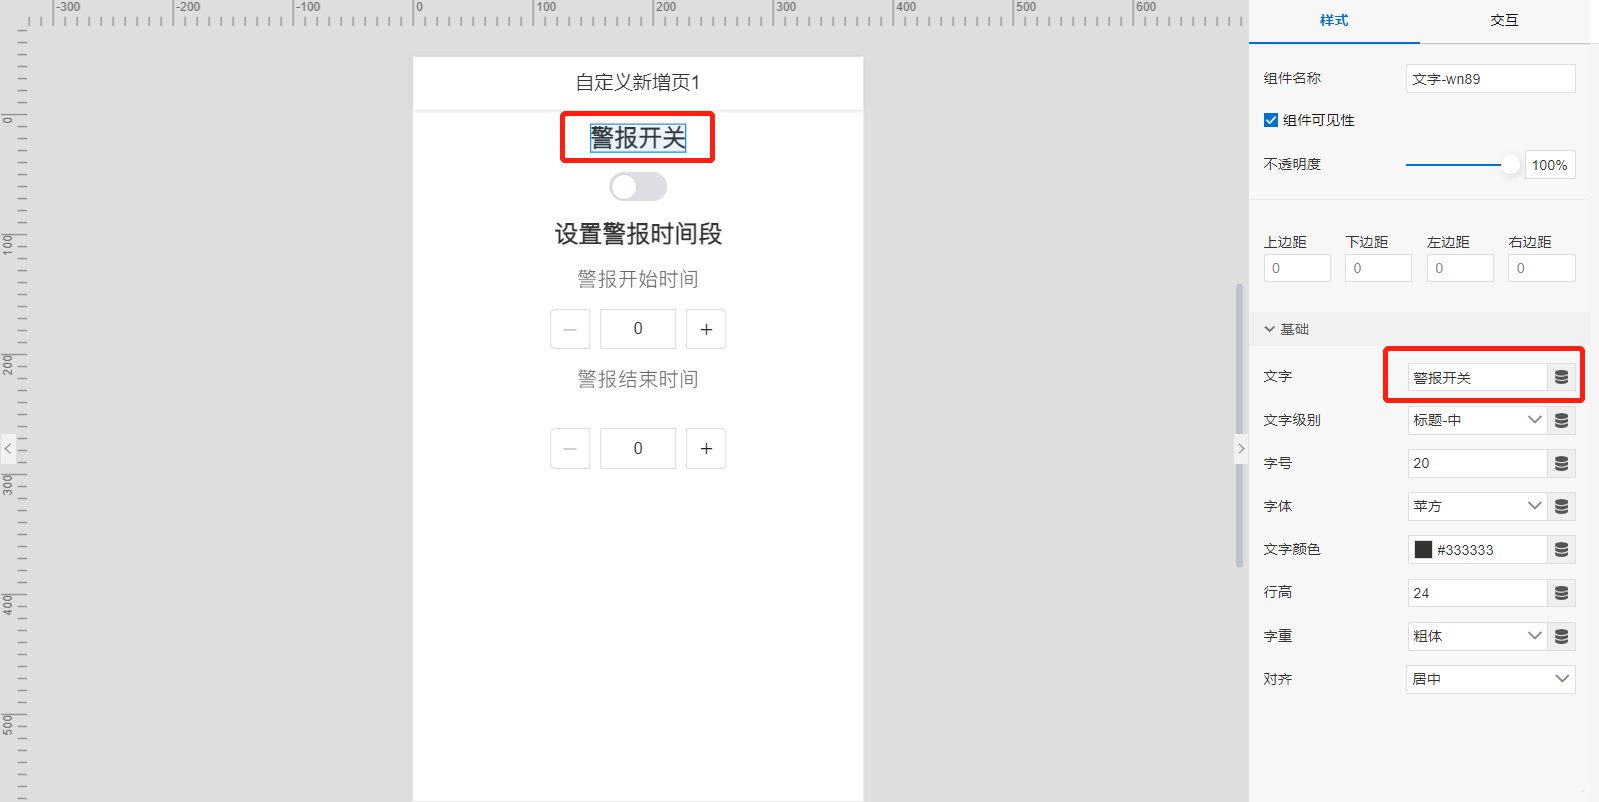 -300 -200 -100 0 100 200 300 400 500 600
0
100
200
300
400
500
自定义新增页1
警报开关
设置警报时间段
警报开始时间
0 +
警报结束时间
0 +
样式 交互
组件名称 文字-wn89
组件可见性
不透明度 100%
上边距 下边距 左边距 右边距
0 0 0 0
基础
文字 警报开关
文字级别 标题-中
字号 20
字体 苹方
文字颜色 #333333
行高 24
字重 粗体
对齐 居中